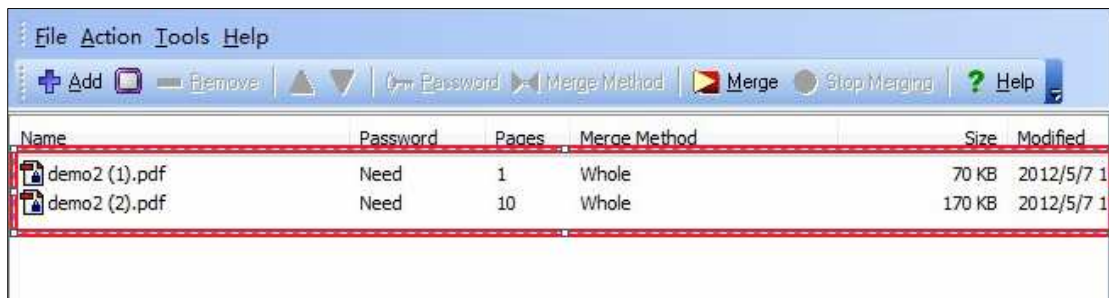 File Action Tools Help
Add Remove Password Merge Method Merge Stop Merging Help
Name Password Pages Merge Method Size Modified
demo2 (1).pdf Need 1 Whole 70 KB 2012/5/7 1
demo2 (2).pdf Need 10 Whole 170 KB 2012/5/7 1